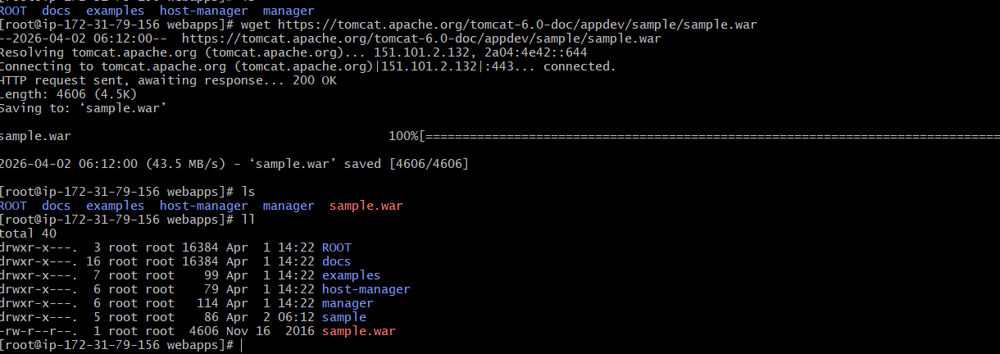 ROOT  docs  examples  host-manager  manager
[root@ip-172-31-79-156 webapps]# wget https://tomcat.apache.org/tomcat-6.0-doc/appdev/sample/sample.war
--2026-04-02 06:12:00--  https://tomcat.apache.org/tomcat-6.0-doc/appdev/sample/sample.war
Resolving tomcat.apache.org (tomcat.apache.org)... 151.101.2.132, 2a04:4e42::644
Connecting to tomcat.apache.org (tomcat.apache.org)|151.101.2.132|:443... connected.
HTTP request sent, awaiting response... 200 OK
Length: 4606 (4.5K)
Saving to: ‘sample.war’
sample.war                                           100%[==============================================================================
2026-04-02 06:12:00 (43.5 MB/s) - ‘sample.war’ saved [4606/4606]
[root@ip-172-31-79-156 webapps]# ls
ROOT  docs  examples  host-manager  manager  sample.war
[root@ip-172-31-79-156 webapps]# ll
total 40
drwxr-x---.  3 root root 16384 Apr  1 14:22 ROOT
drwxr-x---. 16 root root 16384 Apr  1 14:22 docs
drwxr-x---.  7 root root    99 Apr  1 14:22 examples
drwxr-x---.  6 root root    79 Apr  1 14:22 host-manager
drwxr-x---.  6 root root   114 Apr  1 14:22 manager
drwxr-x---.  5 root root    86 Apr  2 06:12 sample
-rw-r--r--.  1 root root  4606 Nov 16  2016 sample.war
[root@ip-172-31-79-156 webapps]#